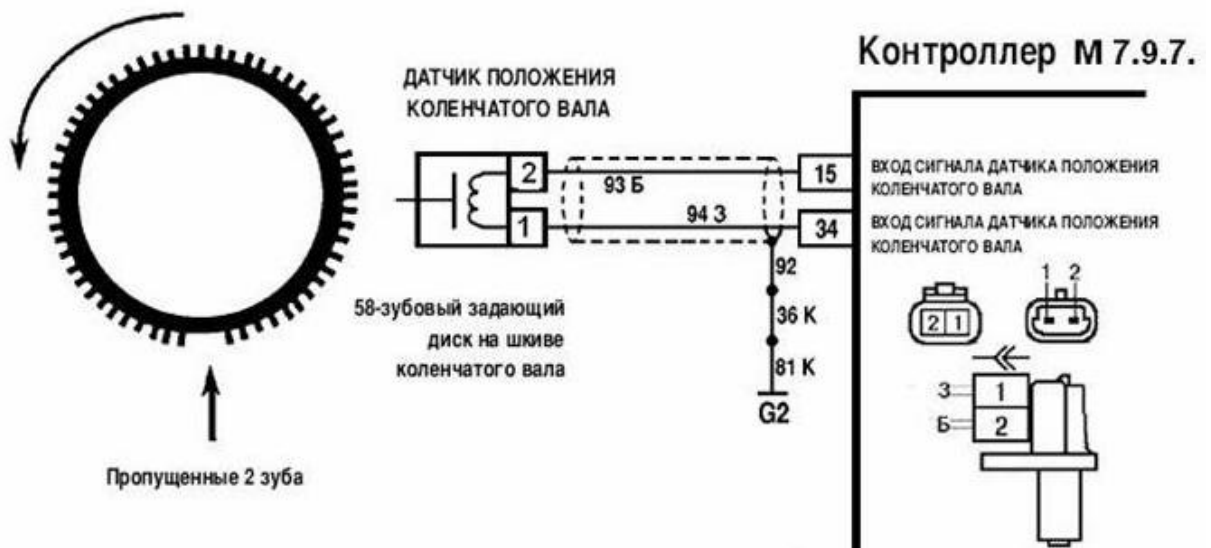 Контроллер М 7.9.7.
ДАТЧИК ПОЛОЖЕНИЯ
КОЛЕНЧАТОГО ВАЛА
2
93 Б
15
ВХОД СИГНАЛА ДАТЧИКА ПОЛОЖЕНИЯ
КОЛЕНЧАТОГО ВАЛА
1
94 З
34
ВХОД СИГНАЛА ДАТЧИКА ПОЛОЖЕНИЯ
КОЛЕНЧАТОГО ВАЛА
92
36 К
81 К
G2
58-зубовый задающий
диск на шкиве
коленчатого вала
Пропущенные 2 зуба
1 2
2 1
З 1
Б 2